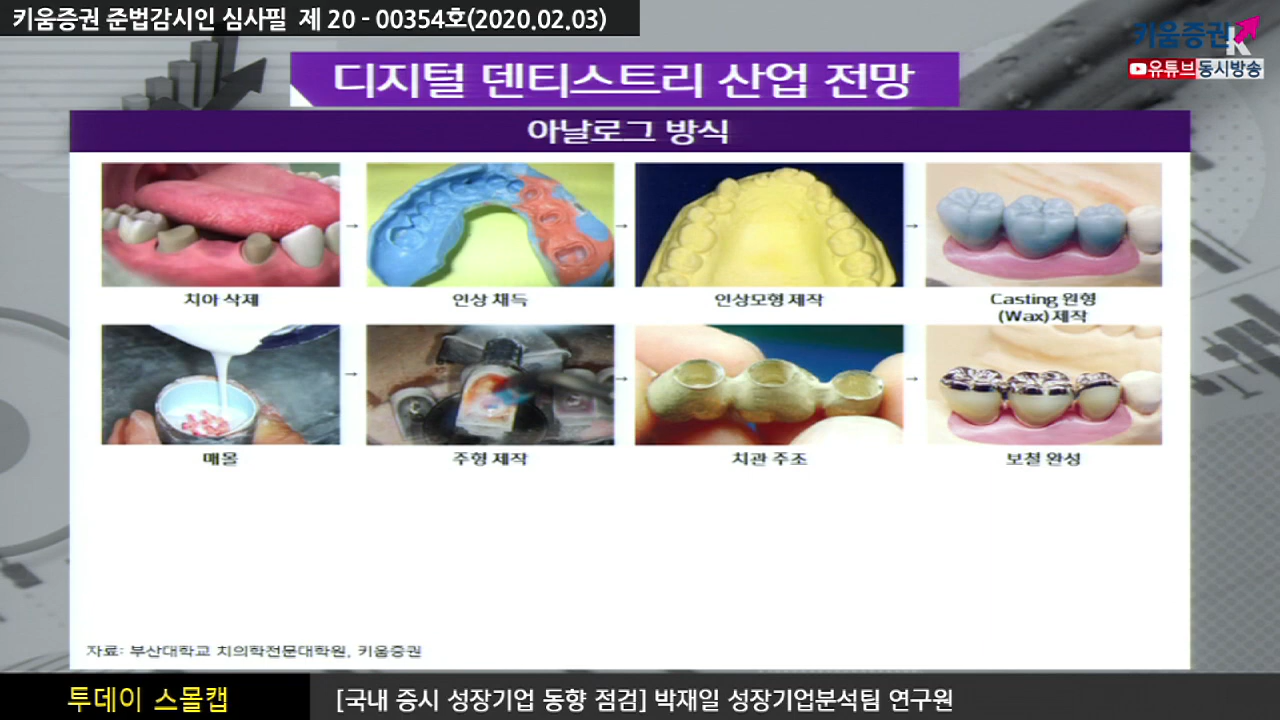 키움증권 준법감시인 심사필 제 20 - 00354호(2020.02.03)
키움증권
유튜브동시방송
디지털 덴티스트리 산업 전망
아날로그 방식
치아 삭제
인상 채득
인상모형 제작
Casting 원형
(Wax) 제작
매몰
주형 제작
치관 주조
보철 완성
자료: 부산대학교 치의학전문대학원, 키움증권
투데이 스몰캡
[국내 증시 성장기업 동향 점검] 박재일 성장기업분석팀 연구원